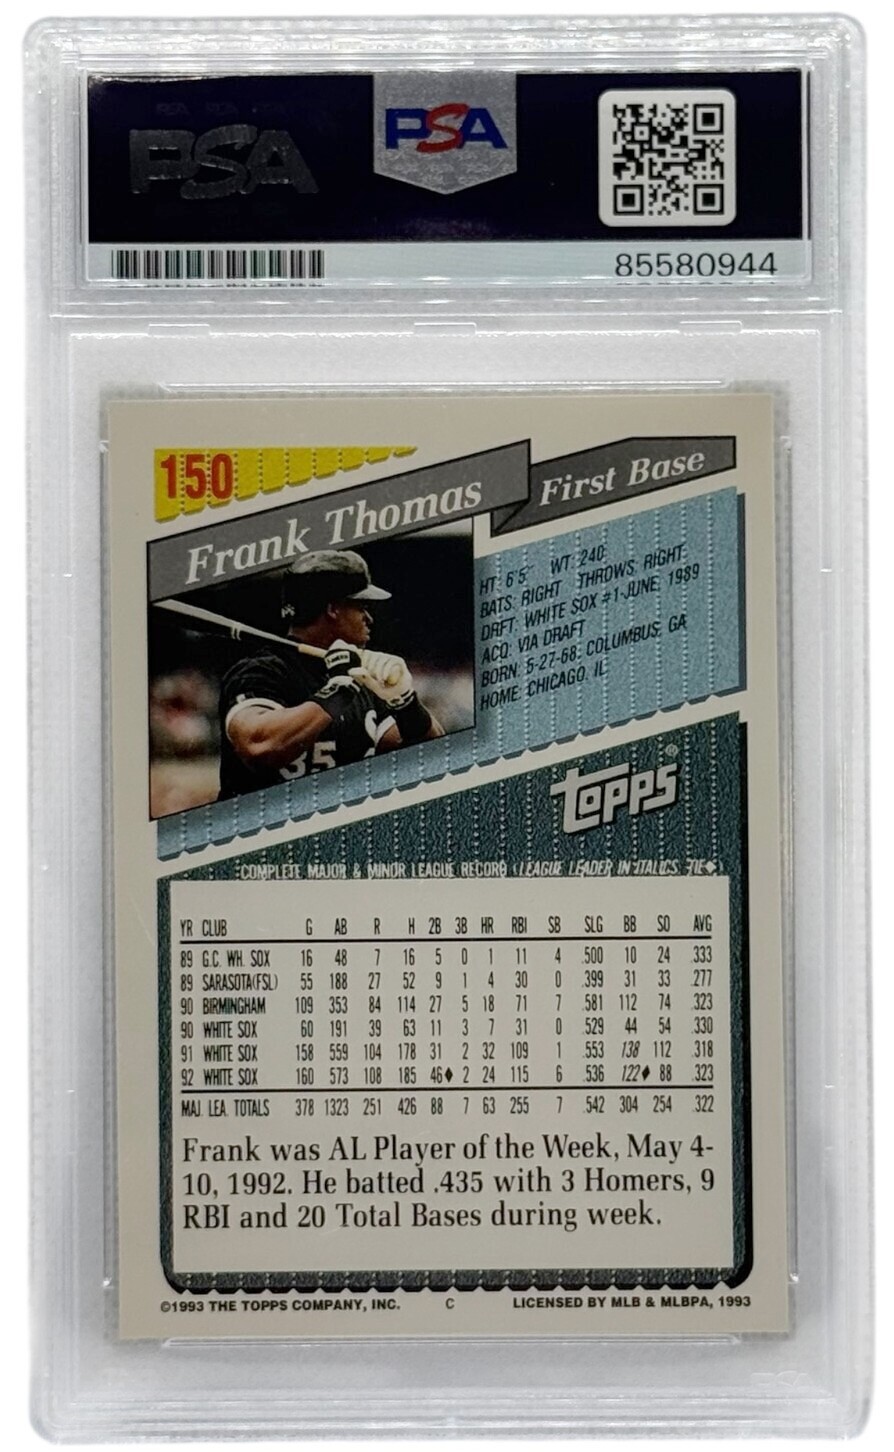 PSA
PSA
85580944
150
Frank Thomas
First Base
HT: 6'5" WT: 240
BATS: RIGHT THROWS: RIGHT
DRFT: WHITE SOX #1-JUNE, 1989
ACQ: VIA DRAFT
BORN: 5-27-68, COLUMBUS, GA
HOME: CHICAGO, IL
35
topps®
COMPLETE MAJOR & MINOR LEAGUE RECORD (LEAGUE LEADER IN ITALICS, TIE◆)
YR CLUB G AB R H 2B 3B HR RBI SB SLG BB SO AVG
89 G.C. WH. SOX 16 48 7 16 5 0 1 11 4 .500 10 24 .333
89 SARASOTA(FSL) 55 188 27 52 9 1 4 30 0 .399 31 33 .277
90 BIRMINGHAM 109 353 84 114 27 5 18 71 7 .581 112 74 .323
90 WHITE SOX 60 191 39 63 11 3 7 31 0 .529 44 54 .330
91 WHITE SOX 158 559 104 178 31 2 32 109 1 .553 138 112 .318
92 WHITE SOX 160 573 108 185 46◆ 2 24 115 6 .536 122◆ 88 .323
MAJ. LEA. TOTALS 378 1323 251 426 88 7 63 255 7 .542 304 254 .322
Frank was AL Player of the Week, May 4-
10, 1992. He batted .435 with 3 Homers, 9
RBI and 20 Total Bases during week.
©1993 THE TOPPS COMPANY, INC. C LICENSED BY MLB & MLBPA, 1993